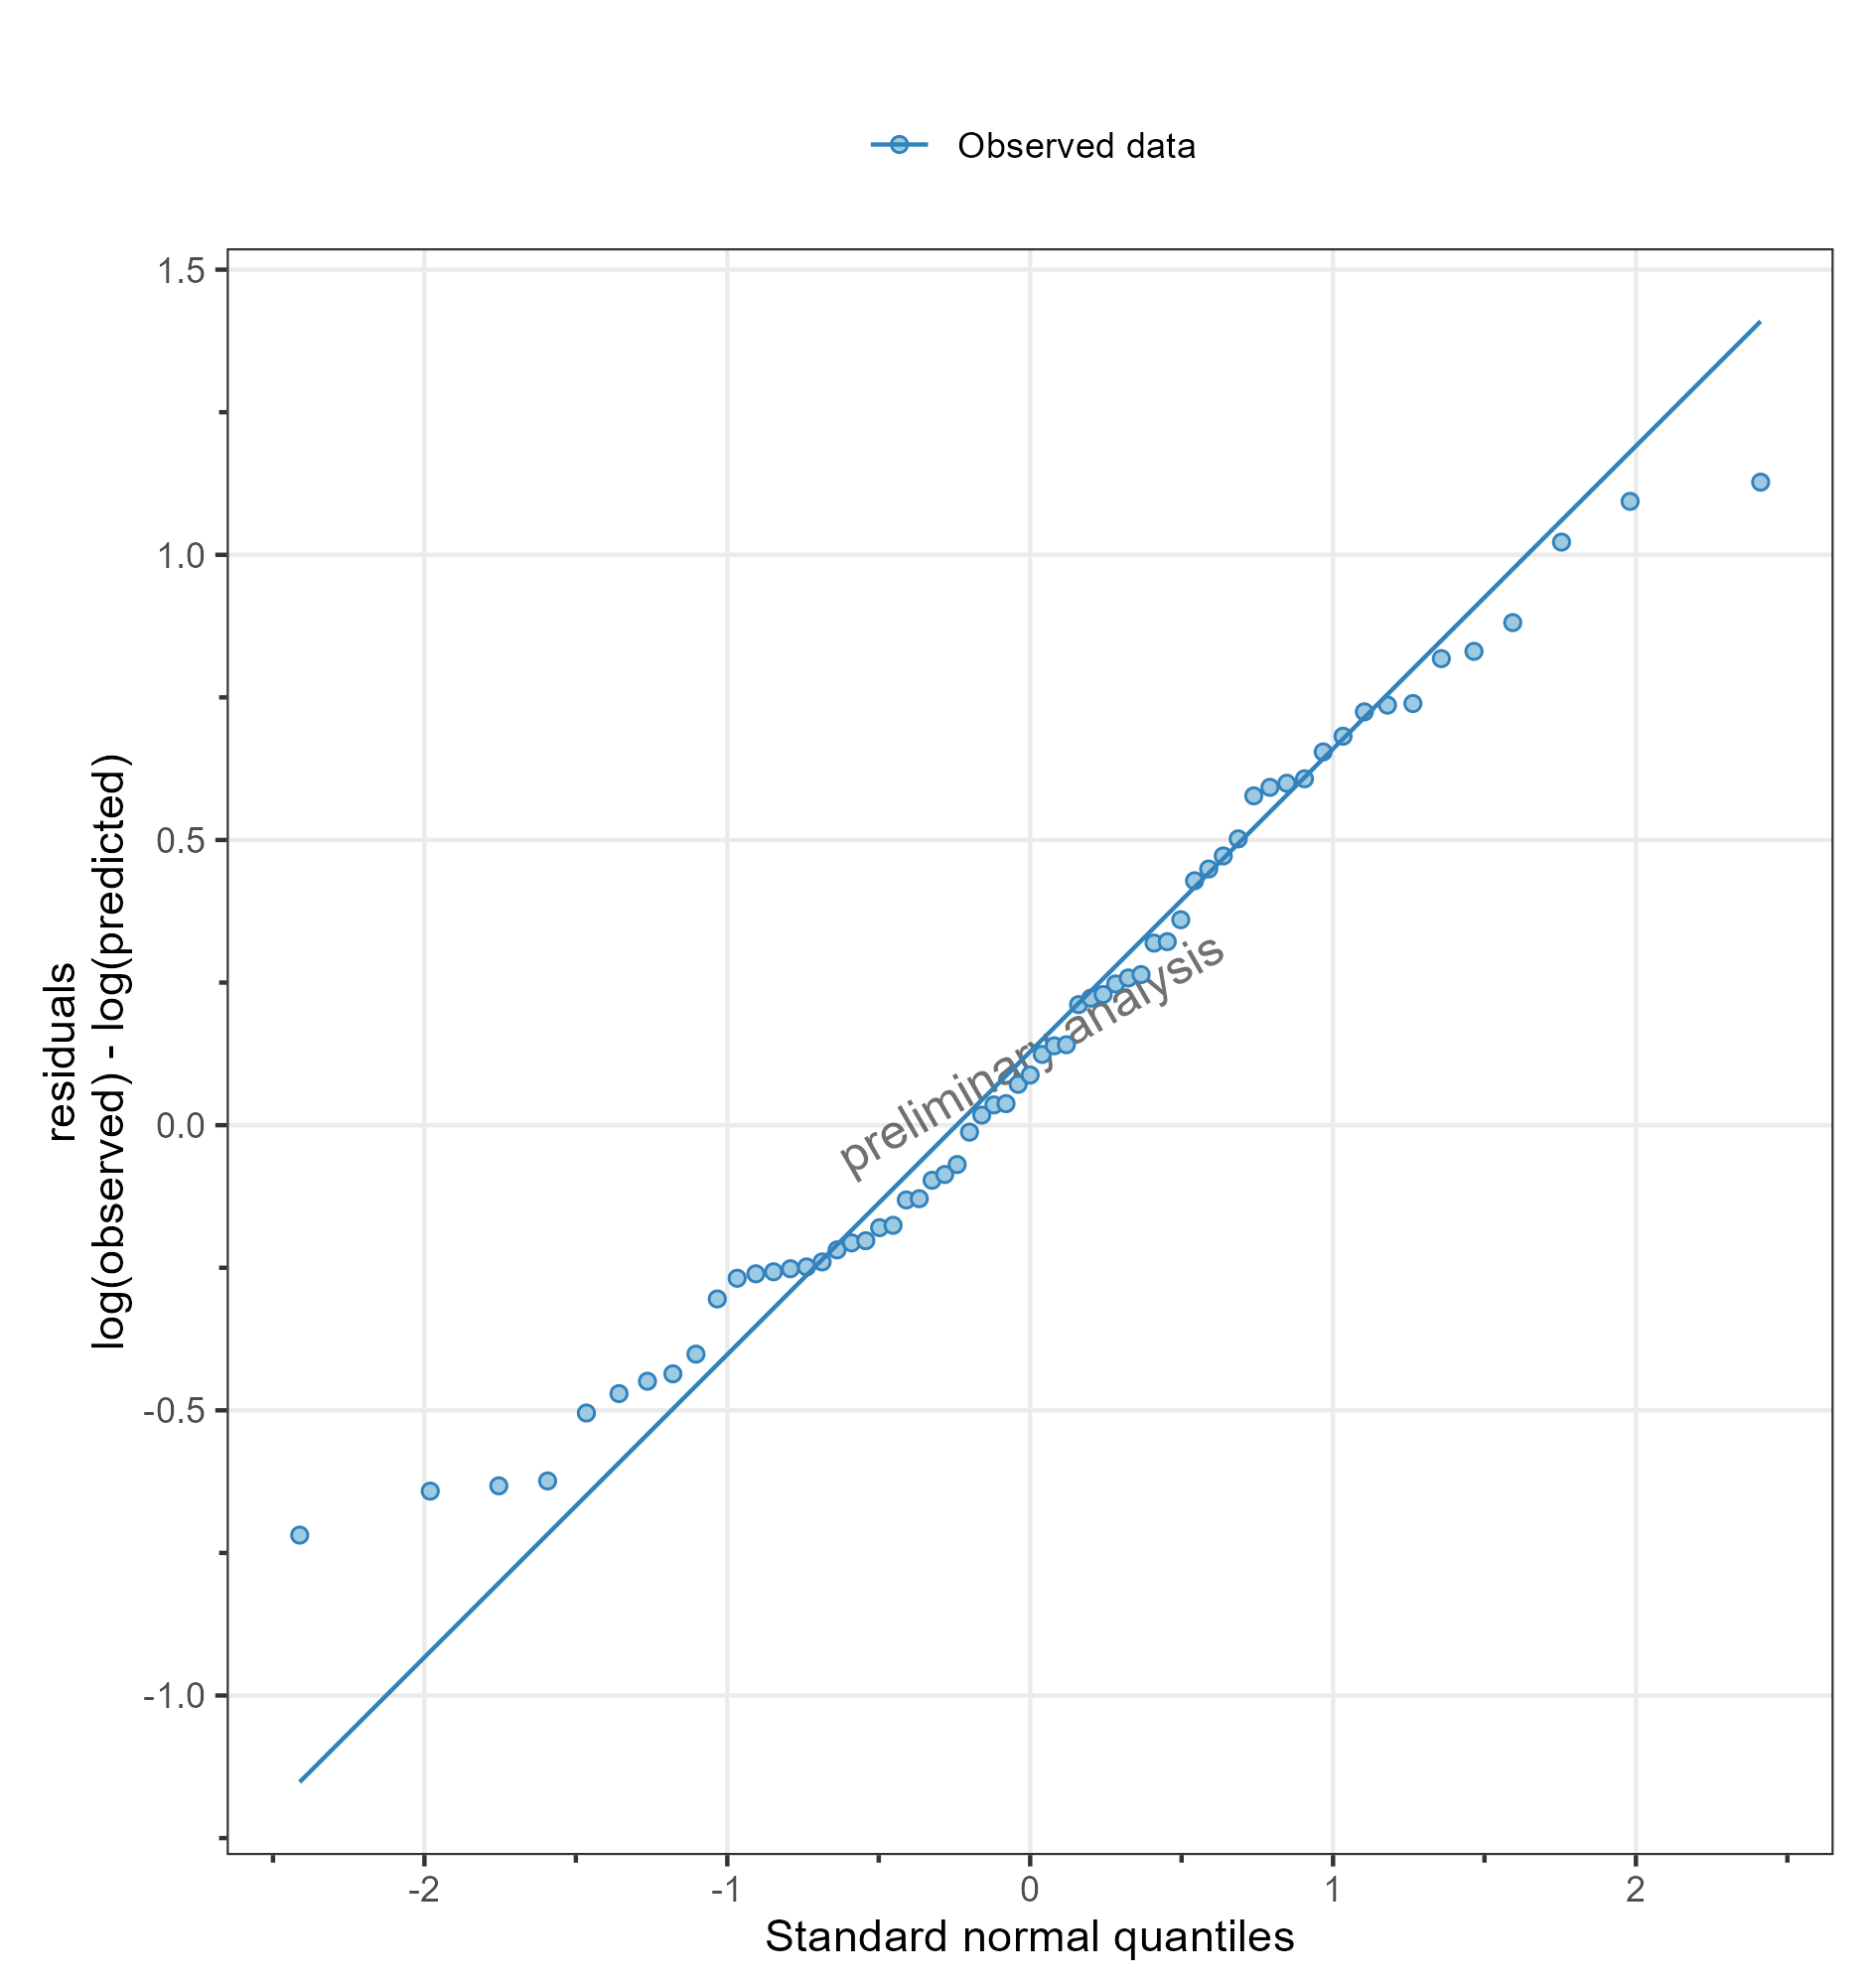 Observed data
1.5
1.0
0.5
0.0
-0.5
-1.0
residuals
log(observed) - log(predicted)
preliminary analysis
-2
-1
0
1
2
Standard normal quantiles